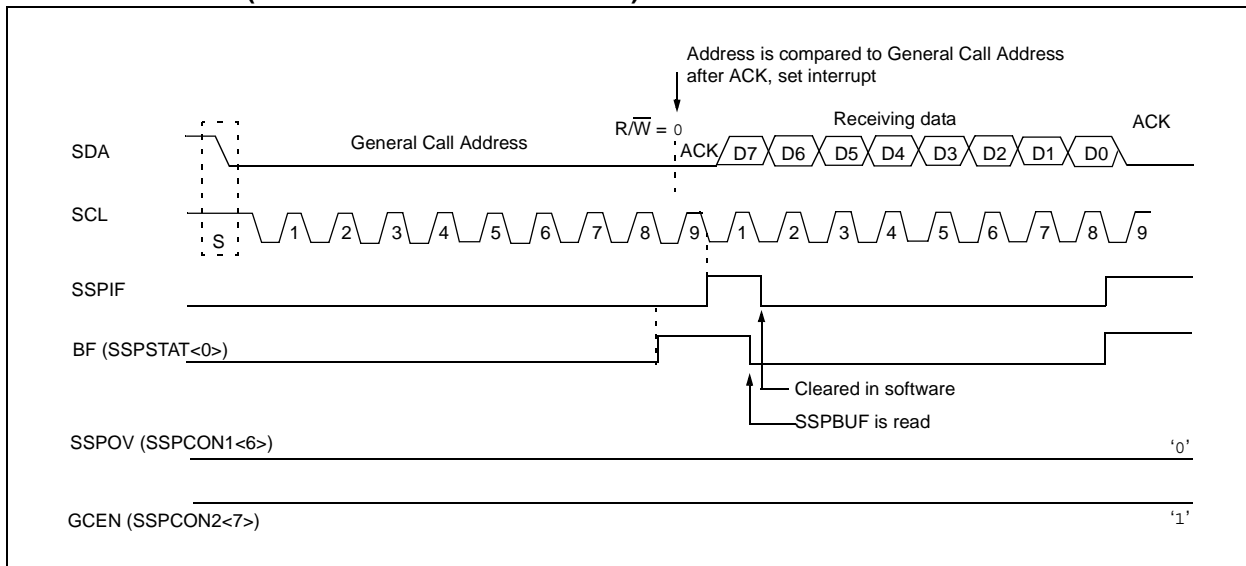 Address is compared to General Call Address
after ACK, set interrupt
SDA
General Call Address
R/W̅ = 0
ACK
Receiving data
D7 D6 D5 D4 D3 D2 D1 D0
ACK
SCL
S
1 2 3 4 5 6 7 8 9 1 2 3 4 5 6 7 8 9
SSPIF
BF (SSPSTAT<0>)
Cleared in software
SSPBUF is read
SSPOV (SSPCON1<6>)
‘0’
GCEN (SSPCON2<7>)
‘1’